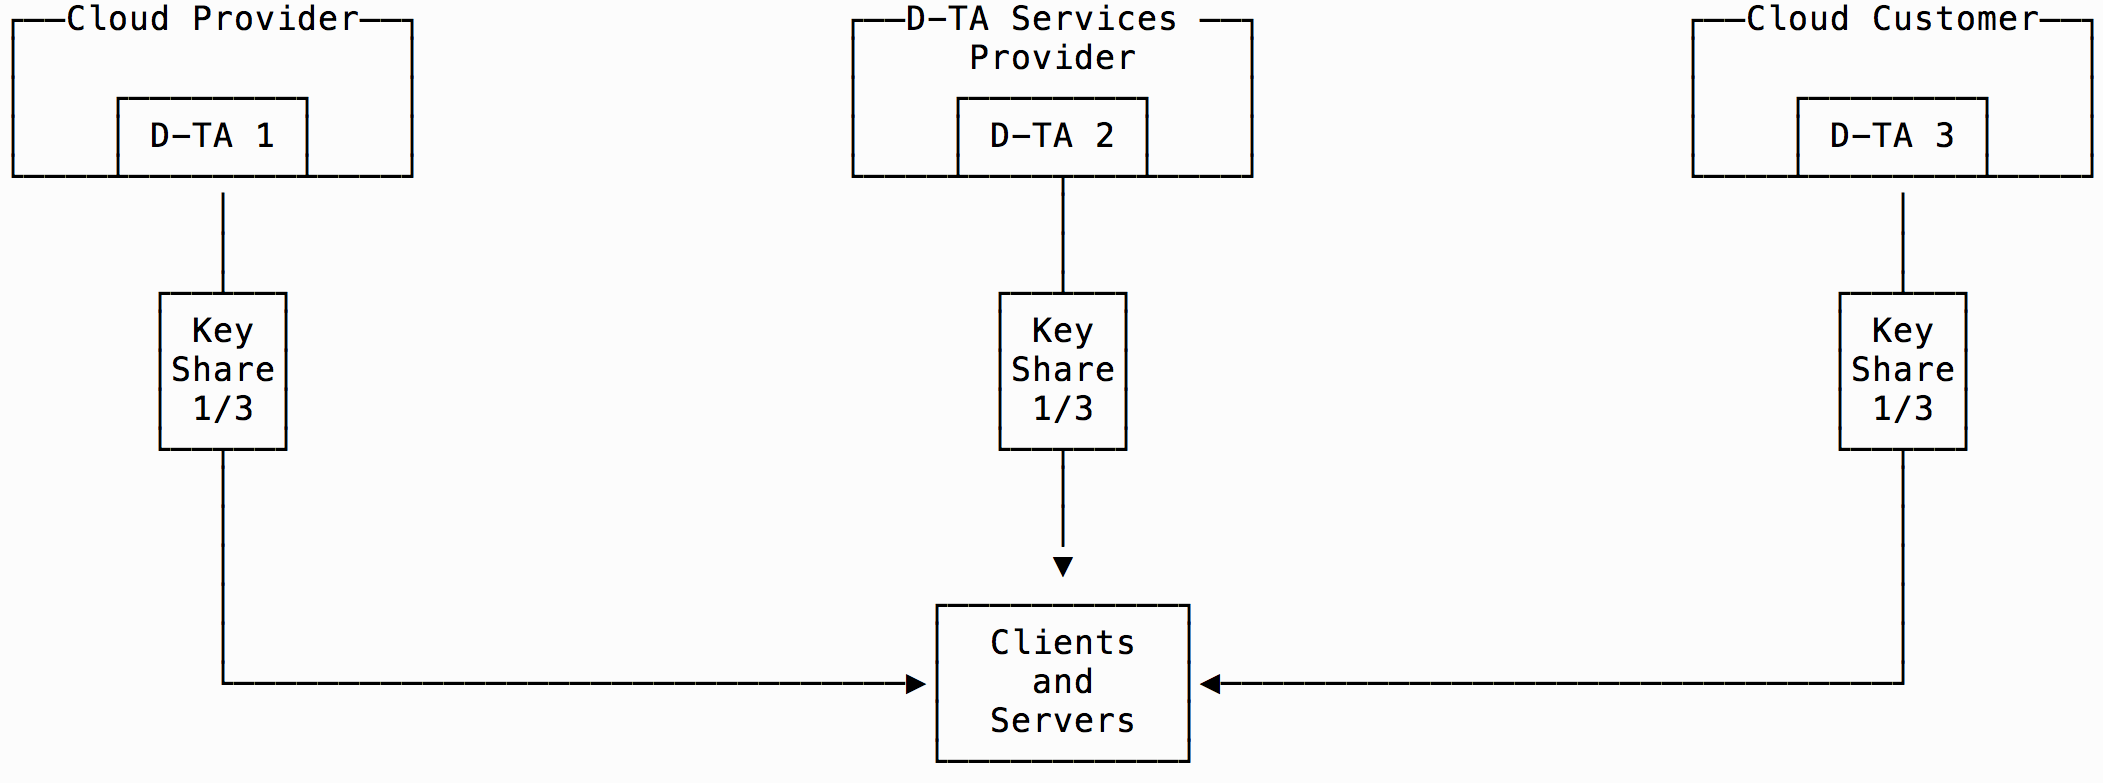 Cloud Provider
D-TA 1
Key
Share
1/3
D-TA Services
Provider
D-TA 2
Key
Share
1/3
Cloud Customer
D-TA 3
Key
Share
1/3
Clients
and
Servers